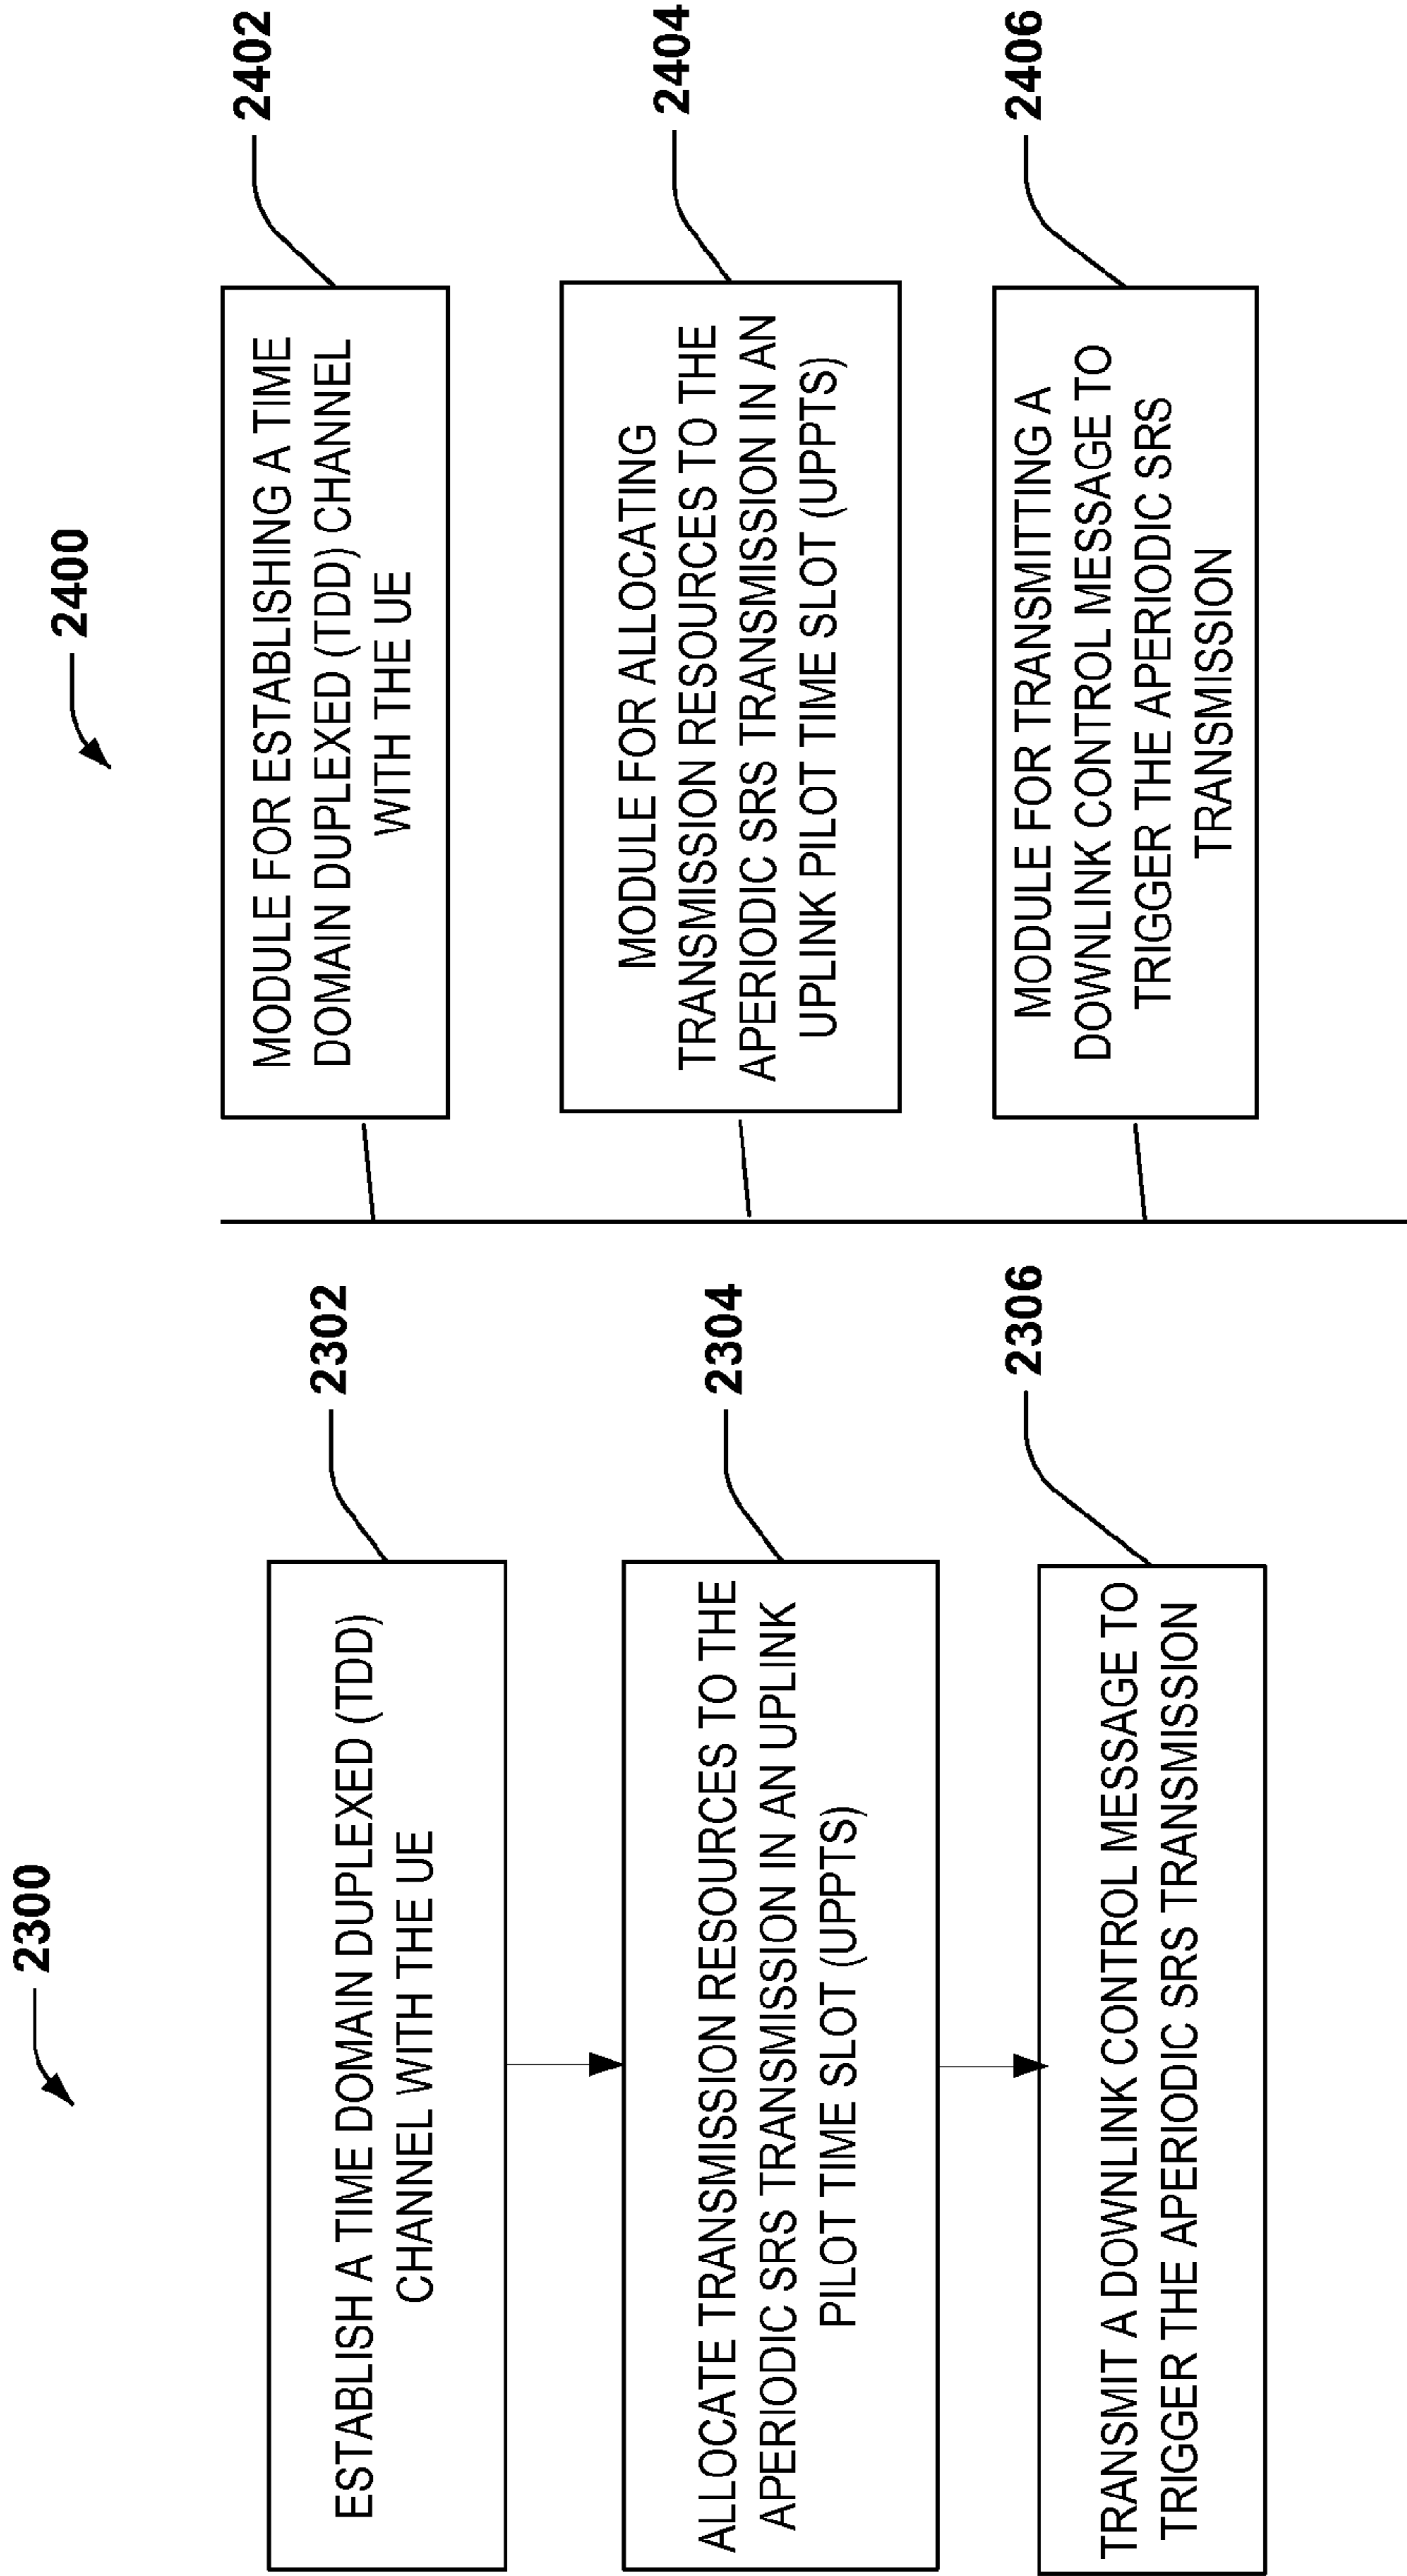 2300
ESTABLISH A TIME DOMAIN DUPLEXED (TDD)
CHANNEL WITH THE UE
2302
ALLOCATE TRANSMISSION RESOURCES TO THE
APERIODIC SRS TRANSMISSION IN AN UPLINK
PILOT TIME SLOT (UPPTS)
2304
TRANSMIT A DOWNLINK CONTROL MESSAGE TO
TRIGGER THE APERIODIC SRS TRANSMISSION
2306
2400
MODULE FOR ESTABLISHING A TIME
DOMAIN DUPLEXED (TDD) CHANNEL
WITH THE UE
2402
MODULE FOR ALLOCATING
TRANSMISSION RESOURCES TO THE
APERIODIC SRS TRANSMISSION IN AN
UPLINK PILOT TIME SLOT (UPPTS)
2404
MODULE FOR TRANSMITTING A
DOWNLINK CONTROL MESSAGE TO
TRIGGER THE APERIODIC SRS
TRANSMISSION
2406